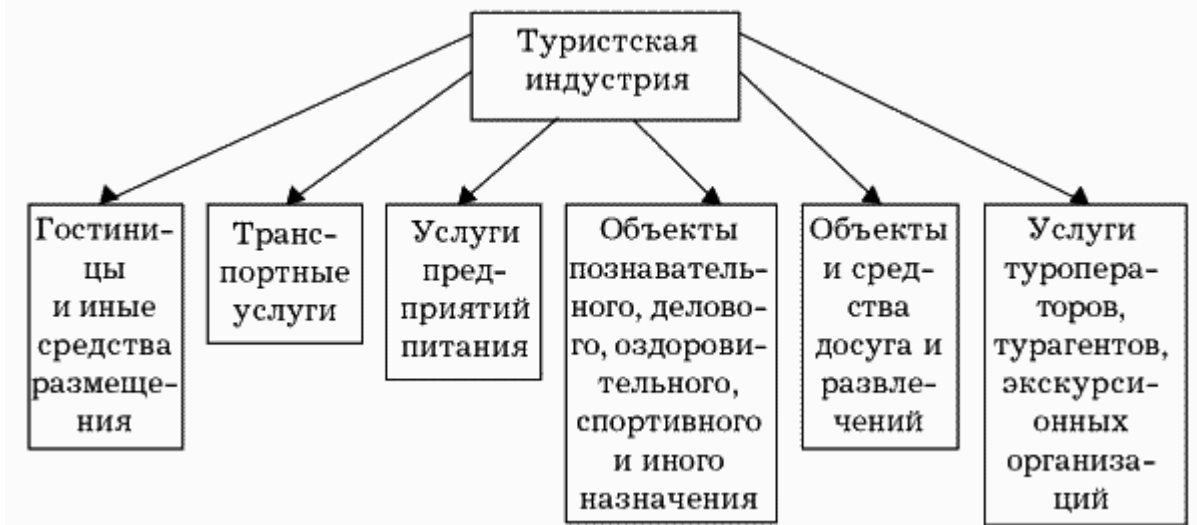 Туристская
индустрия
Гостини-
цы
и иные
средства
размеще-
ния
Транс-
портные
услуги
Услуги
пред-
приятий
питания
Объекты
познаватель-
ного, делово-
го, оздорови-
тельного,
спортивного
и иного
назначения
Объекты
и сред-
ства
досуга и
развле-
чений
Услуги
туропера-
торов,
турагентов,
экскурси-
онных
организа-
ций